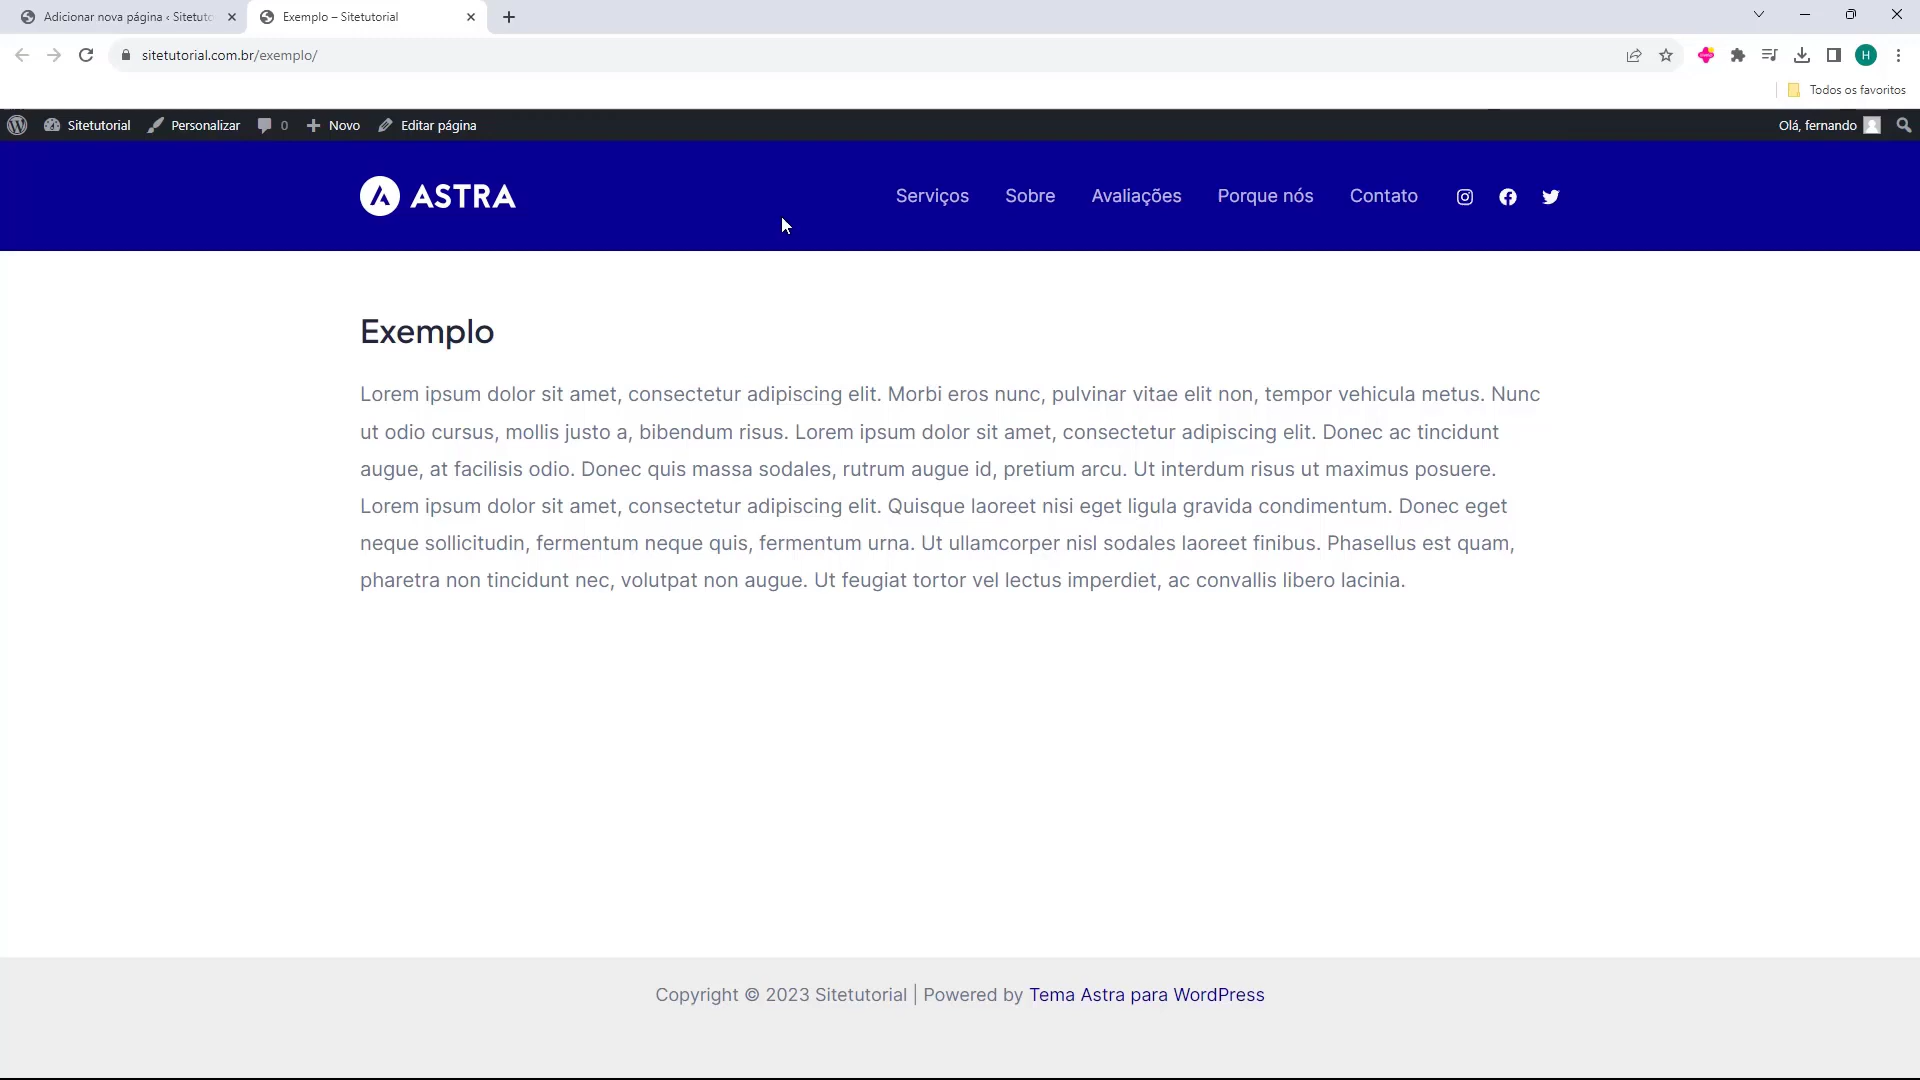 Adicionar nova página ‹ Sitetuto
Exemplo – Sitetutorial
sitetutorial.com.br/exemplo/
H
Todos os favoritos
Sitetutorial
Personalizar
0
Novo
Editar página
Olá, fernando
ASTRA
Serviços
Sobre
Avaliações
Porque nós
Contato
Exemplo
Lorem ipsum dolor sit amet, consectetur adipiscing elit. Morbi eros nunc, pulvinar vitae elit non, tempor vehicula metus. Nunc
ut odio cursus, mollis justo a, bibendum risus. Lorem ipsum dolor sit amet, consectetur adipiscing elit. Donec ac tincidunt
augue, at facilisis odio. Donec quis massa sodales, rutrum augue id, pretium arcu. Ut interdum risus ut maximus posuere.
Lorem ipsum dolor sit amet, consectetur adipiscing elit. Quisque laoreet nisi eget ligula gravida condimentum. Donec eget
neque sollicitudin, fermentum neque quis, fermentum urna. Ut ullamcorper nisl sodales laoreet finibus. Phasellus est quam,
pharetra non tincidunt nec, volutpat non augue. Ut feugiat tortor vel lectus imperdiet, ac convallis libero lacinia.
Copyright © 2023 Sitetutorial | Powered by Tema Astra para WordPress